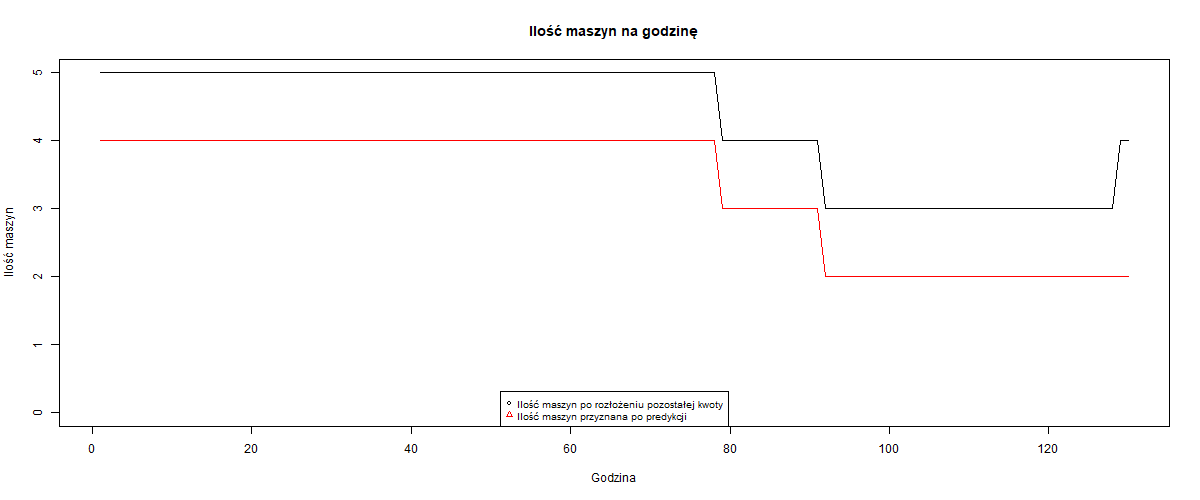 Ilość maszyn na godzinę
Ilość maszyn
5
4
3
2
1
0
Ilość maszyn po rozłożeniu pozostałej kwoty
Ilość maszyn przyznana po predykcji
0 20 40 60 80 100 120
Godzina